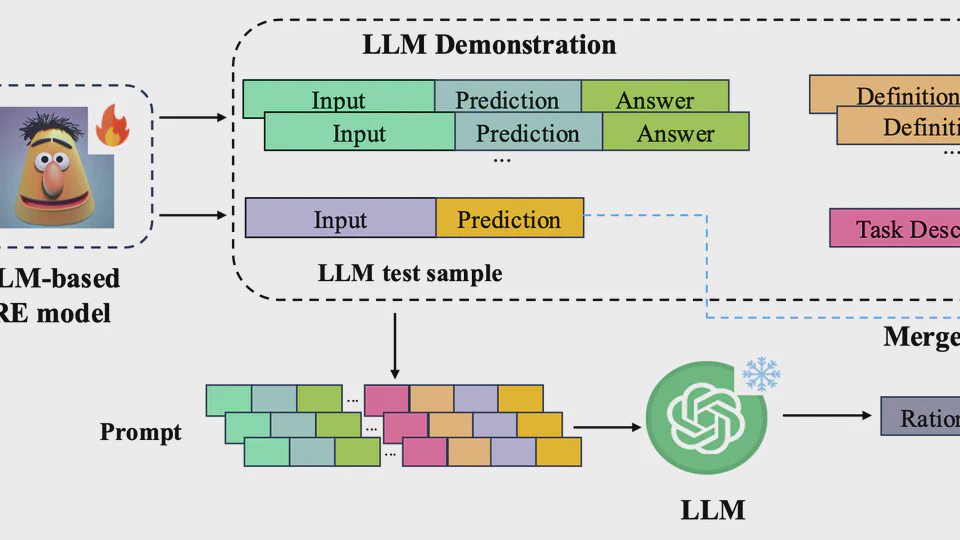 LLM Demonstration
Input Prediction Answer
Input Prediction Answer
...
Definition
Definiti
...
Input Prediction
LLM test sample
Task Desc
LM-based
RE model
Merge
Prompt
...
...
...
LLM
Ration